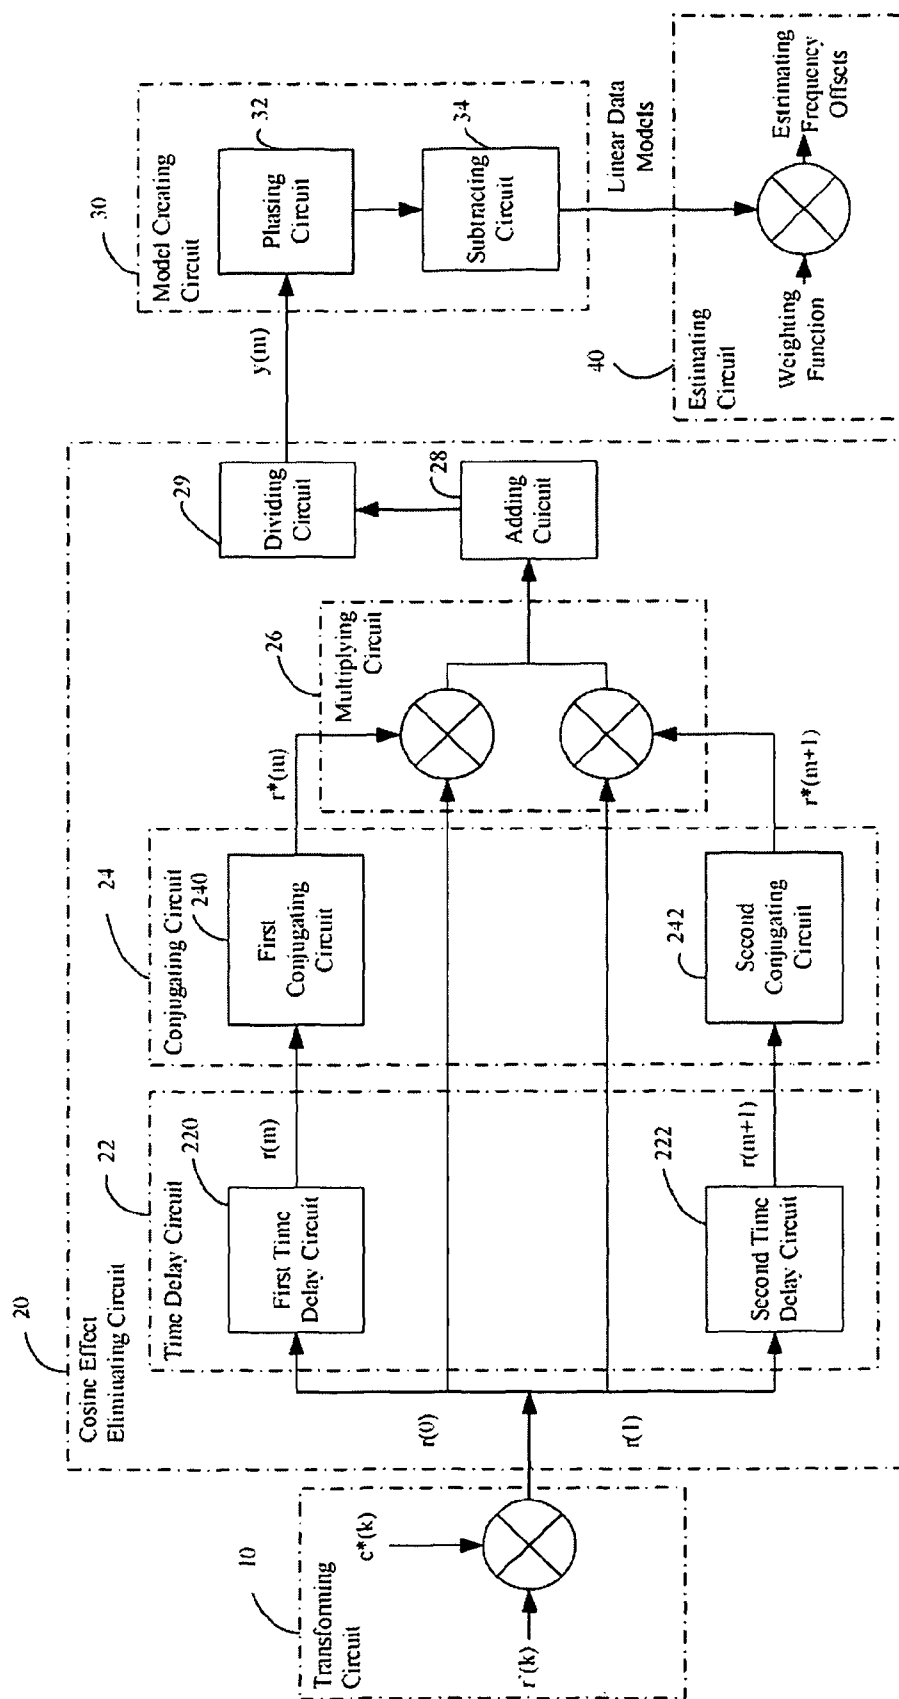 10
Transforming
Circuit
r'(k)
c*(k)
20
Cosine Effect
Eliminating Circuit
22
Time Delay Circuit
220
First Time
Delay Circuit
r(m)
r(0)
r(1)
222
Second Time
Delay Circuit
r(m+1)
24
Conjugating Circuit
240
First
Conjugating
Circuit
r*(m)
242
Second
Conjugating
Circuit
r*(m+1)
26
Multiplying
Circuit
28
Adding
Cuicuit
29
Dividing
Circuit
y(m)
30
Model Creating
Circuit
32
Phasing
Circuit
34
Subtracting
Circuit
Linear Data
Models
40
Estimating
Circuit
Weighting
Function
Estrimating
Frequency
Offsets